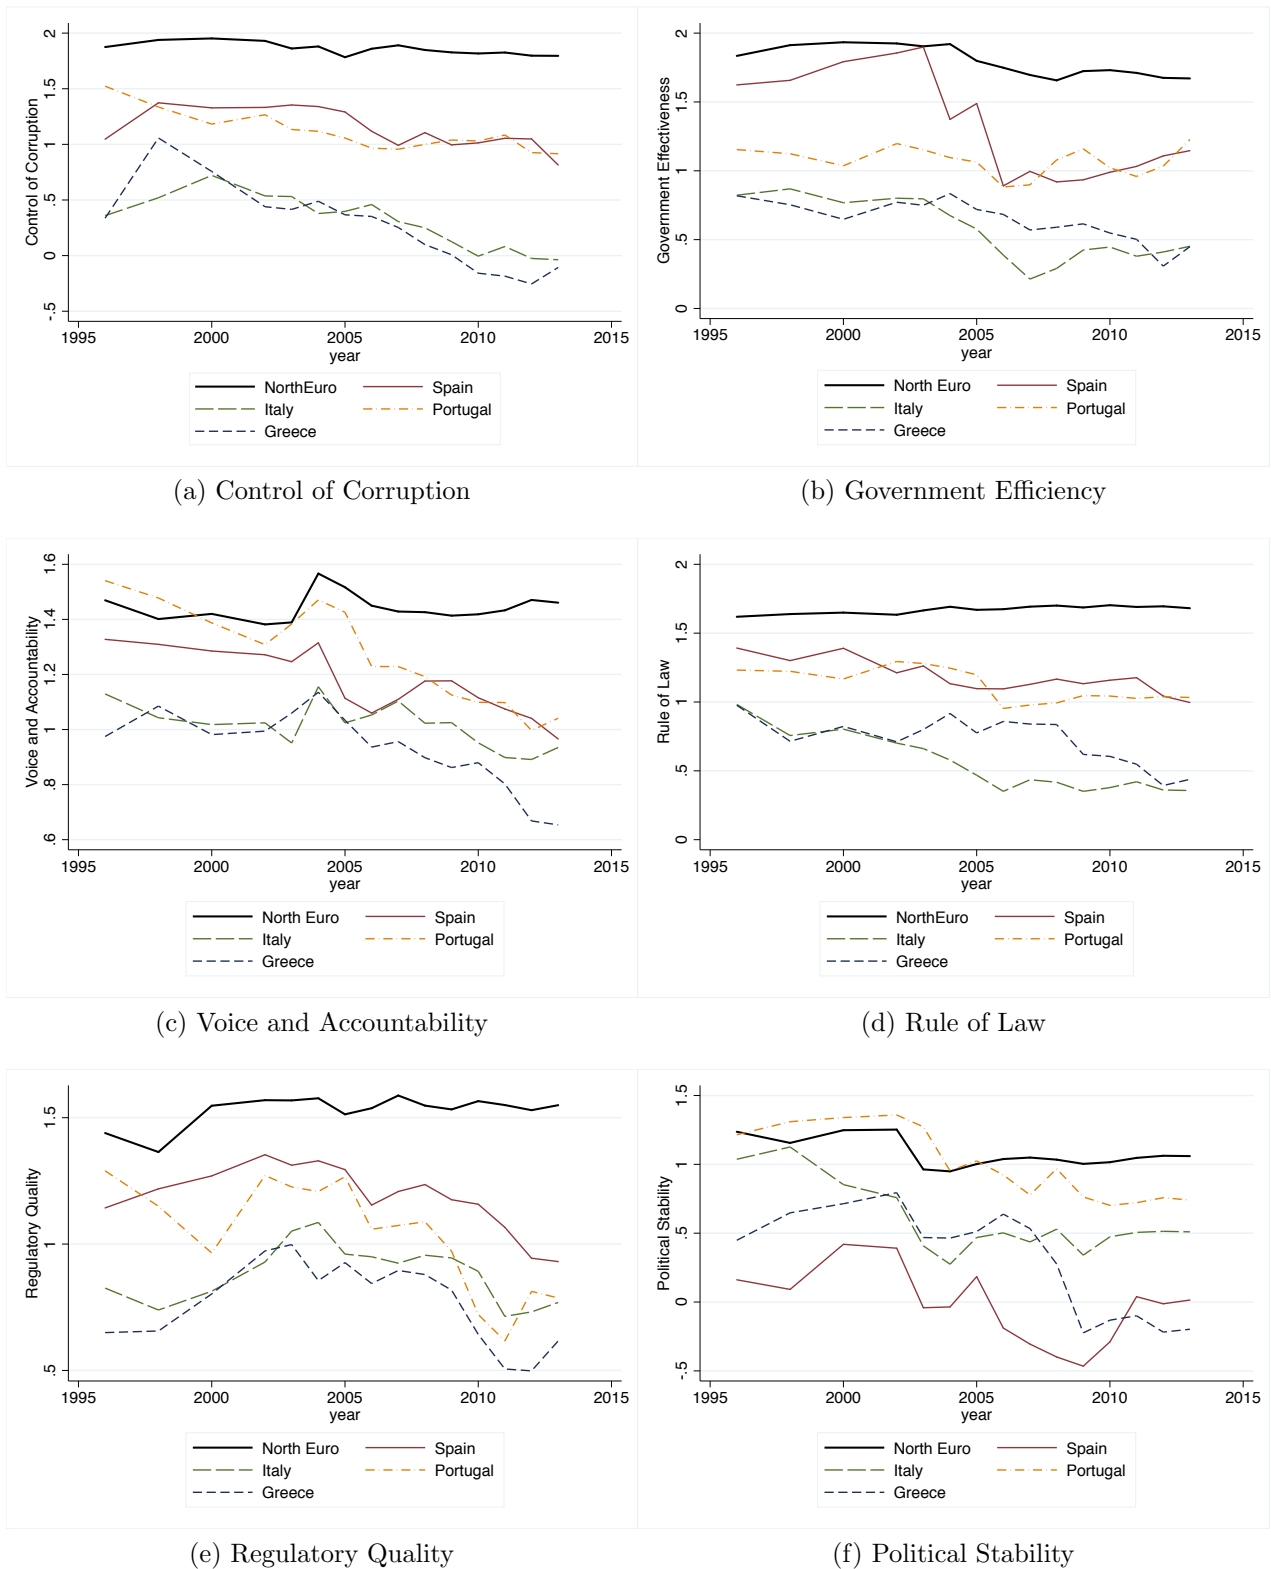 Control of Corruption
2
1.5
1
.5
0
-.5
1995 2000 2005 2010 2015
year
NorthEuro Spain
Italy Portugal
Greece
(a) Control of Corruption
Government Effectiveness
2
1.5
1
.5
0
1995 2000 2005 2010 2015
year
North Euro Spain
Italy Portugal
Greece
(b) Government Efficiency
Voice and Accountability
1.6
1.4
1.2
1
.8
.6
1995 2000 2005 2010 2015
year
North Euro Spain
Italy Portugal
Greece
(c) Voice and Accountability
Rule of Law
2
1.5
1
.5
0
1995 2000 2005 2010 2015
year
NorthEuro Spain
Italy Portugal
Greece
(d) Rule of Law
Regulatory Quality
1.5
1
.5
1995 2000 2005 2010 2015
year
North Euro Spain
Italy Portugal
Greece
(e) Regulatory Quality
Political Stability
1.5
1
.5
0
-.5
1995 2000 2005 2010 2015
year
North Euro Spain
Italy Portugal
Greece
(f) Political Stability